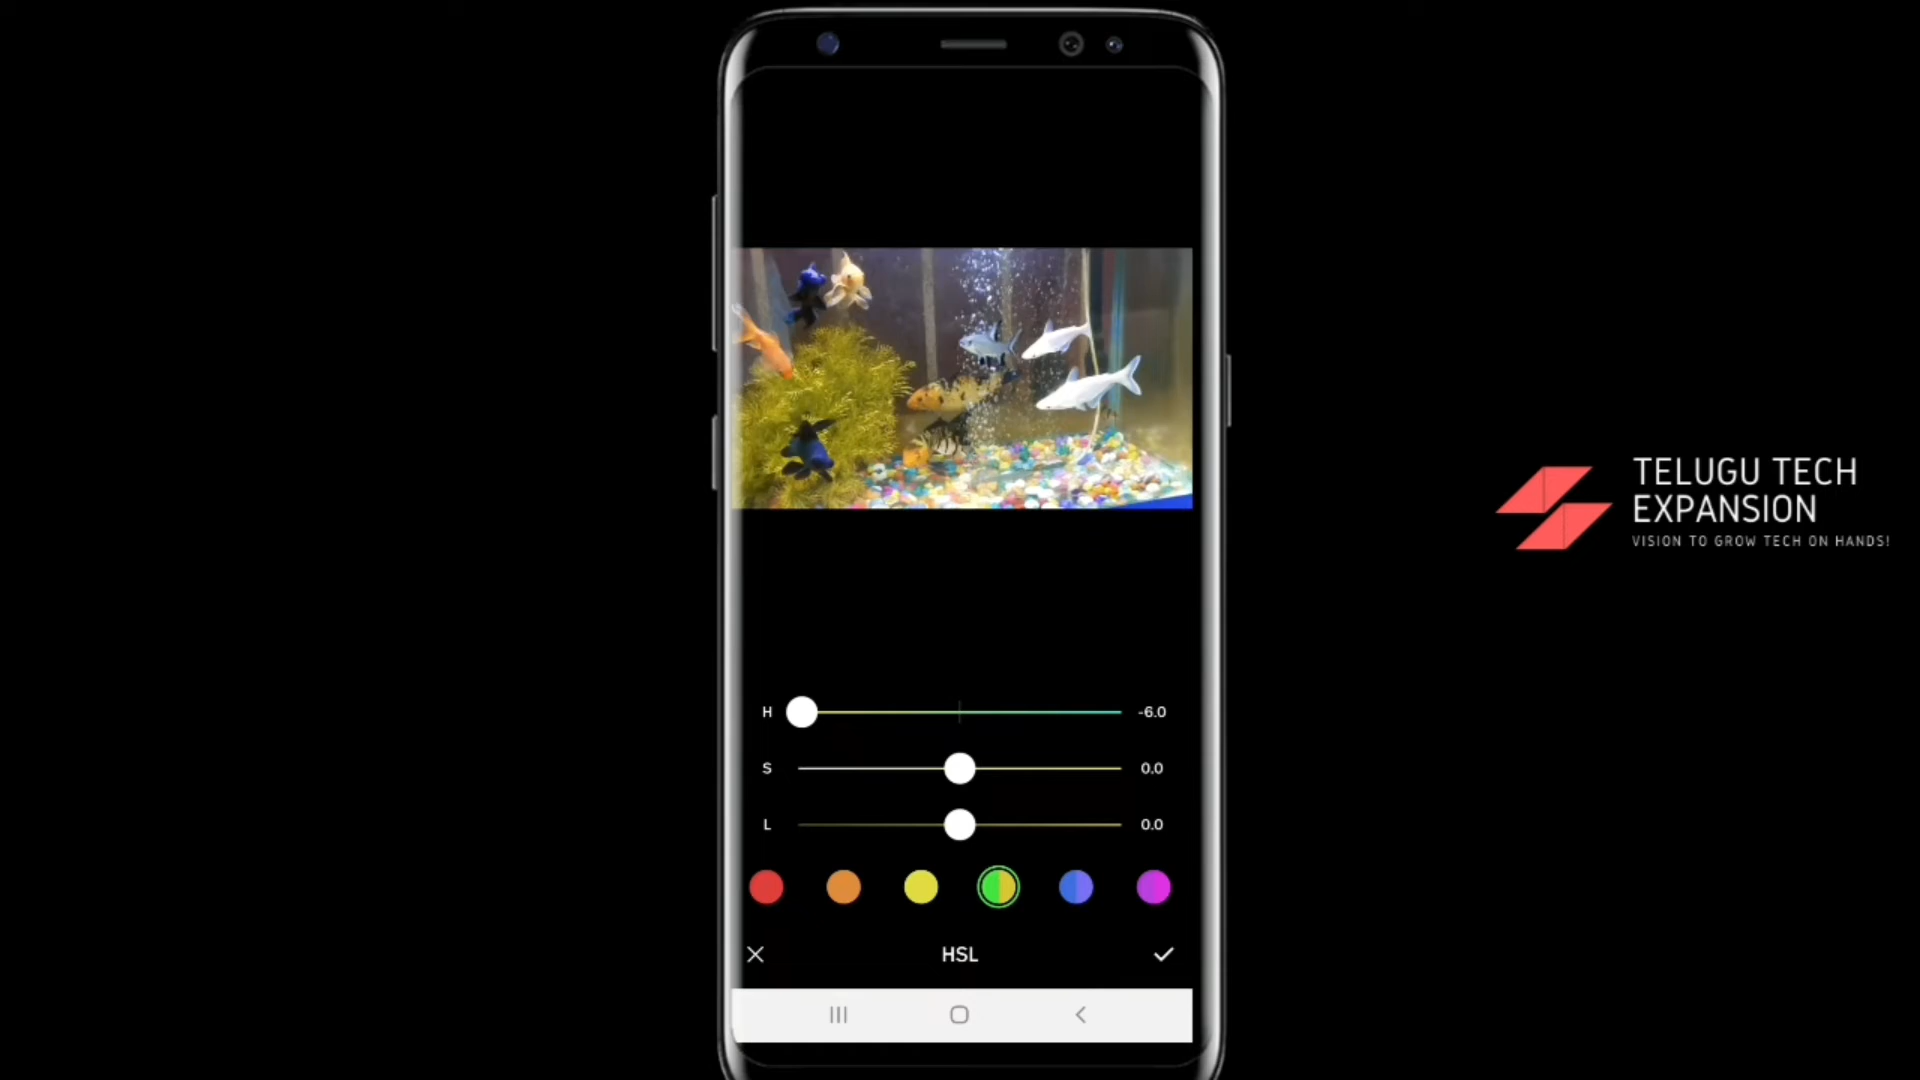 TELUGU TECH
EXPANSION
VISION TO GROW TECH ON HANDS!
H -6.0
S 0.0
L 0.0
HSL